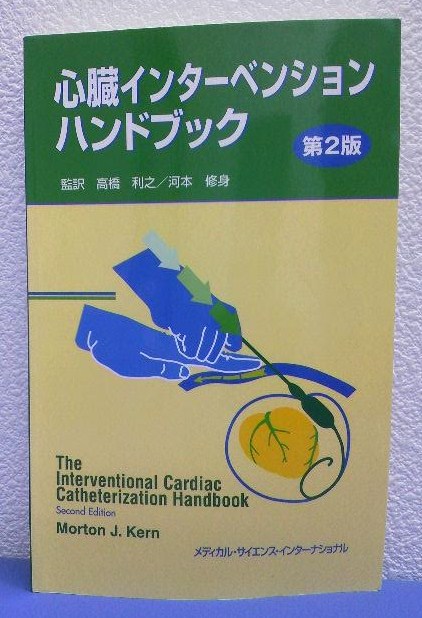 心臓インターベンション
ハンドブック
第2版
監訳 高橋 利之／河本 修身
The
Interventional Cardiac
Catheterization Handbook
Second Edition
Morton J. Kern
メディカル・サイエンス・インターナショナル